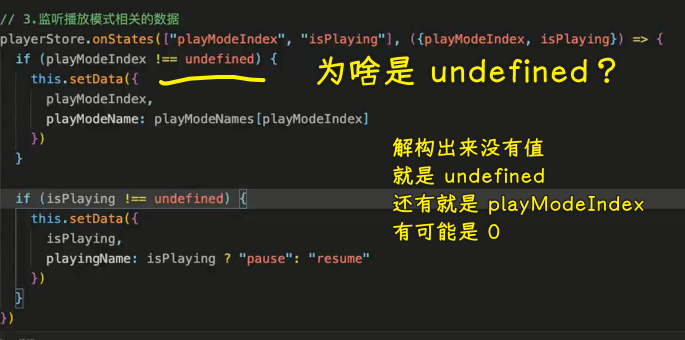 // 3.监听播放模式相关的数据
playerStore.onStates(["playModeIndex", "isPlaying"], ({playModeIndex, isPlaying}) => {
if (playModeIndex !== undefined) {
为啥是 undefined？
this.setData({
playModeIndex,
playModeName: playModeNames[playModeIndex]
})
}
解构出来没有值
就是 undefined
还有就是 playModeIndex
有可能是 0
if (isPlaying !== undefined) {
this.setData({
isPlaying,
playingName: isPlaying ? "pause": "resume"
})
}
})